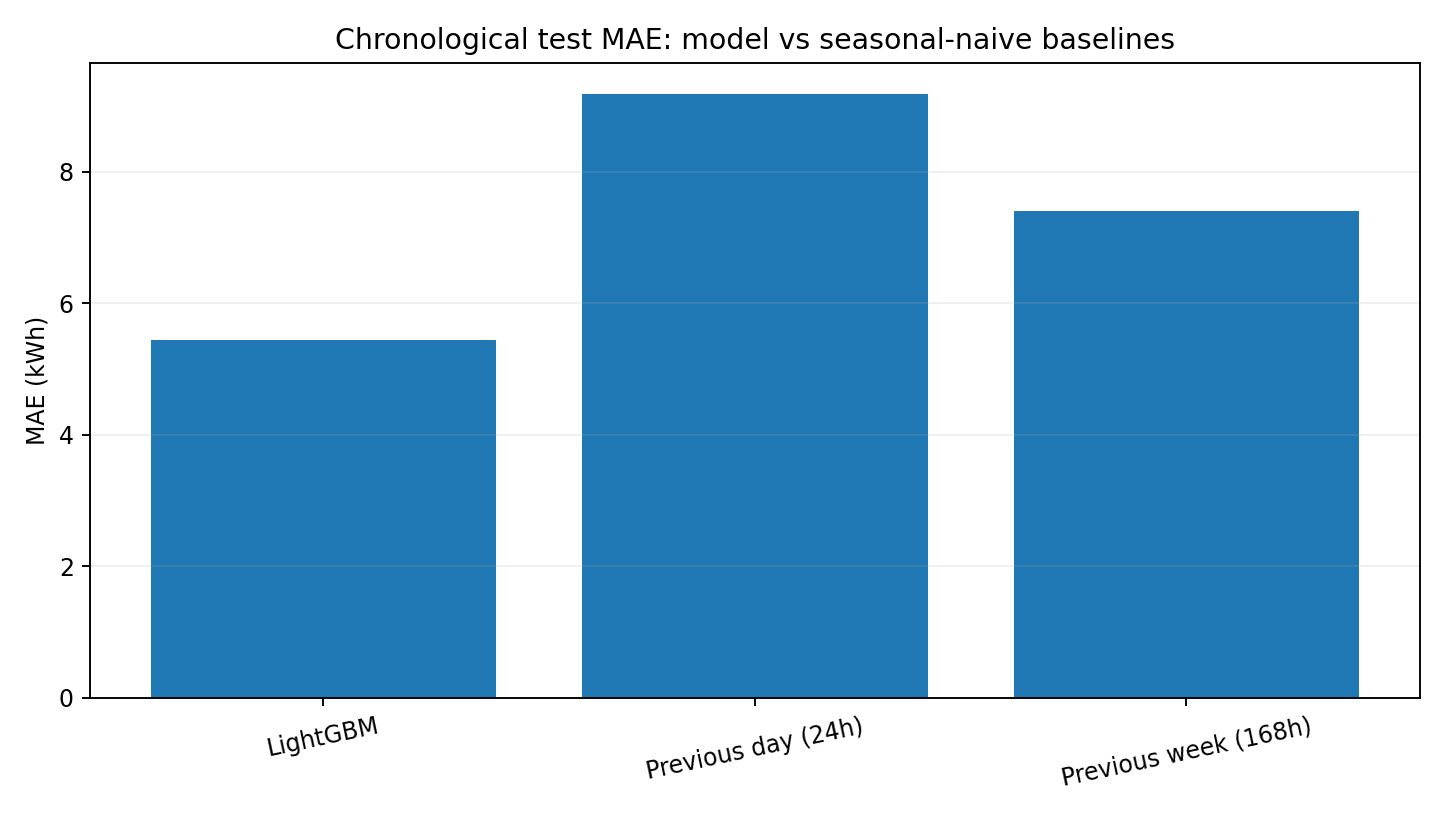 Chronological test MAE: model vs seasonal-naive baselines
MAE (kWh)
8
6
4
2
0
LightGBM
Previous day (24h)
Previous week (168h)